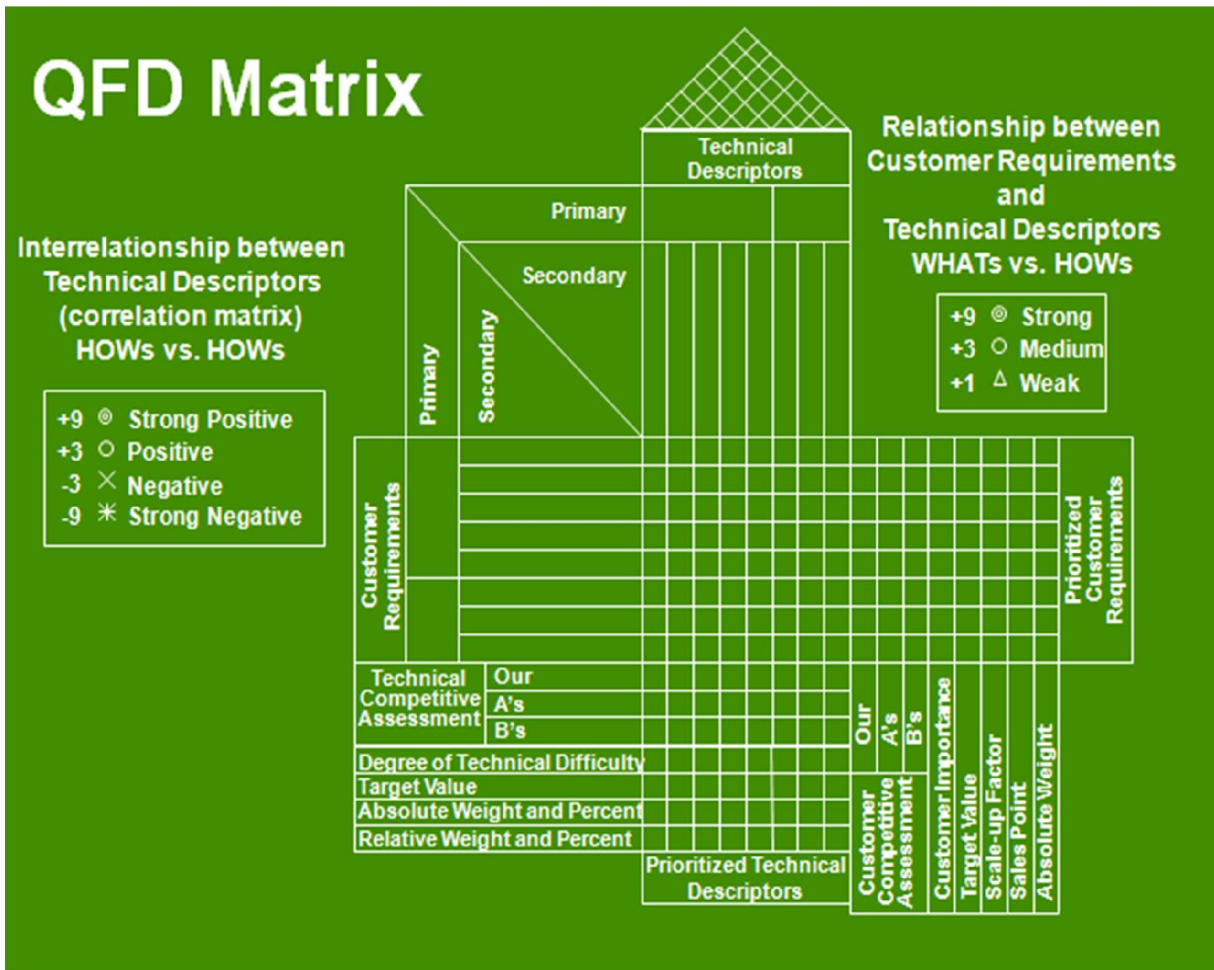 QFD Matrix
Technical
Descriptors
Relationship between
Customer Requirements
and
Technical Descriptors
WHATs vs. HOWs
+9 Strong
+3 Medium
+1 Weak
Interrelationship between
Technical Descriptors
(correlation matrix)
HOWs vs. HOWs
+9 Strong Positive
+3 Positive
-3 Negative
-9 Strong Negative
Primary
Secondary
Primary
Secondary
Customer
Requirements
Prioritized
Customer
Requirements
Technical
Competitive
Assessment
Our
A's
B's
Degree of Technical Difficulty
Target Value
Absolute Weight and Percent
Relative Weight and Percent
Prioritized Technical
Descriptors
Our
A's
B's
Customer
Competitive
Assessment
Customer Importance
Target Value
Scale-up Factor
Sales Point
Absolute Weight